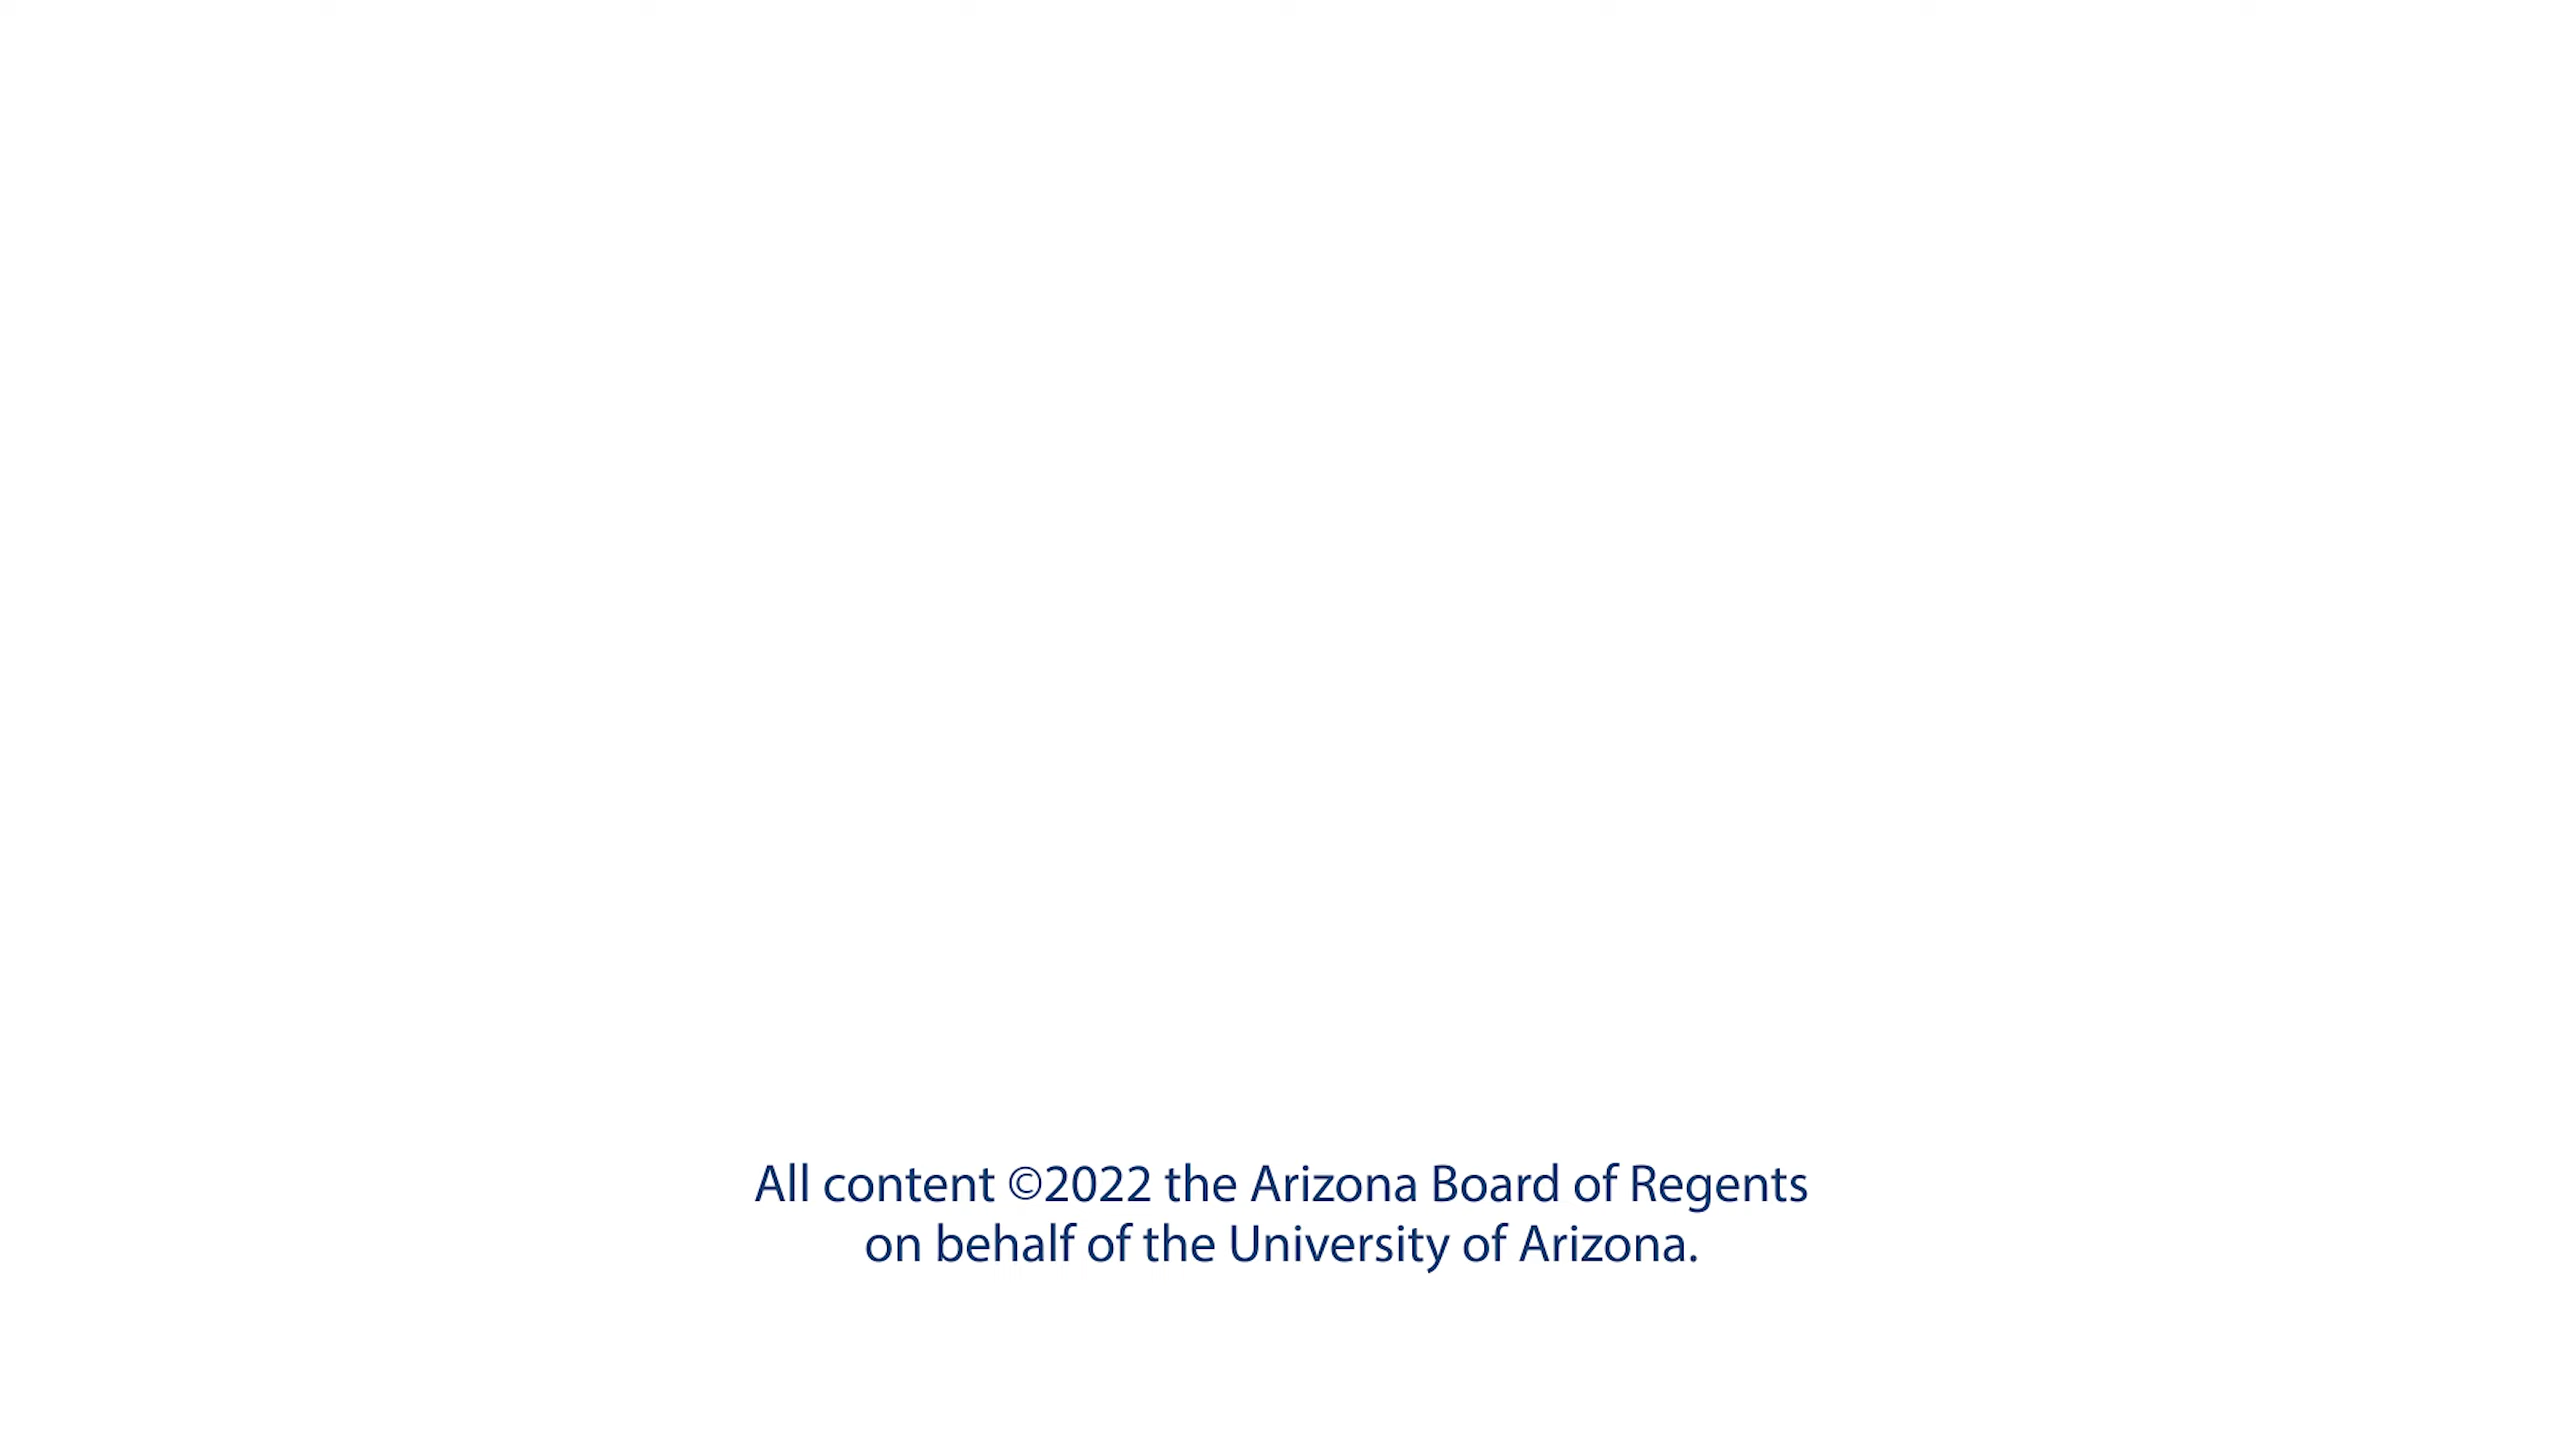 All content ©2022 the Arizona Board of Regents
on behalf of the University of Arizona.